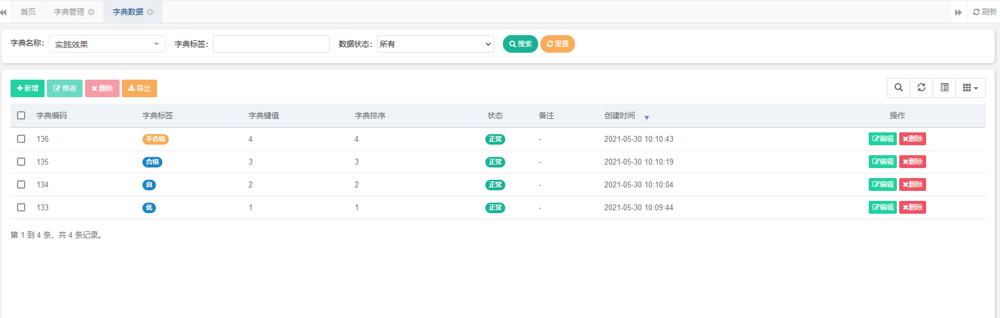 首页 字典管理 字典数据 刷新
字典名称： 实践效果 字典标签： 数据状态： 所有 搜索 重置
新增 修改 删除 导出
字典编码 字典标签 字典键值 字典排序 状态 备注 创建时间 操作
136 不合格 4 4 正常 - 2021-05-30 10:10:43 编辑 删除
135 合格 3 3 正常 - 2021-05-30 10:10:19 编辑 删除
134 良 2 2 正常 - 2021-05-30 10:10:04 编辑 删除
133 优 1 1 正常 - 2021-05-30 10:09:44 编辑 删除
第 1 到 4 条，共 4 条记录。